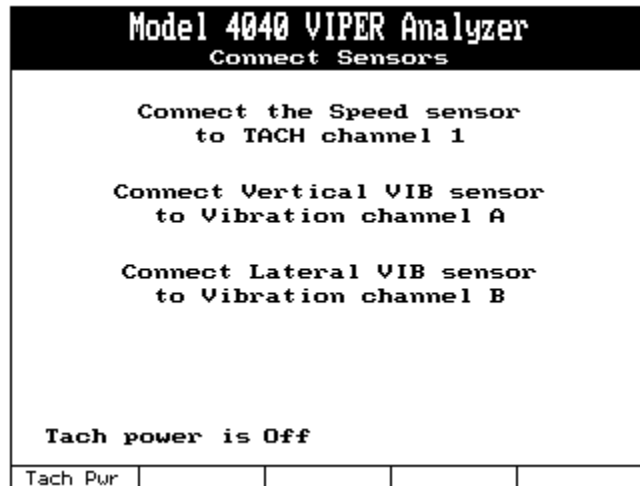 Model 4040 VIPER Analyzer
Connect Sensors
Connect the Speed sensor
to TACH channel 1
Connect Vertical VIB sensor
to Vibration channel A
Connect Lateral VIB sensor
to Vibration channel B
Tach power is Off
Tach Pwr